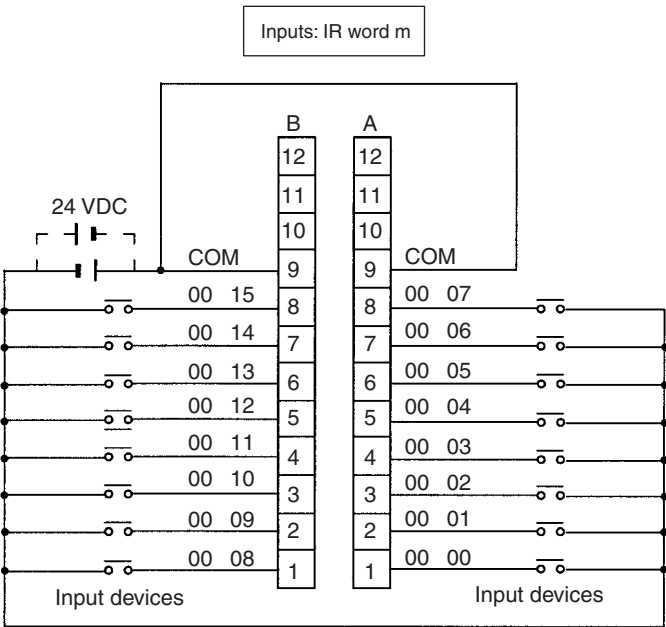 Inputs: IR word m
B A
12 12
11 11
24 VDC
10 10
COM 9 9 COM
00 15 8 8 00 07
00 14 7 7 00 06
00 13 6 6 00 05
00 12 5 5 00 04
00 11 4 4 00 03
00 10 3 3 00 02
00 09 2 2 00 01
00 08 1 1 00 00
Input devices Input devices